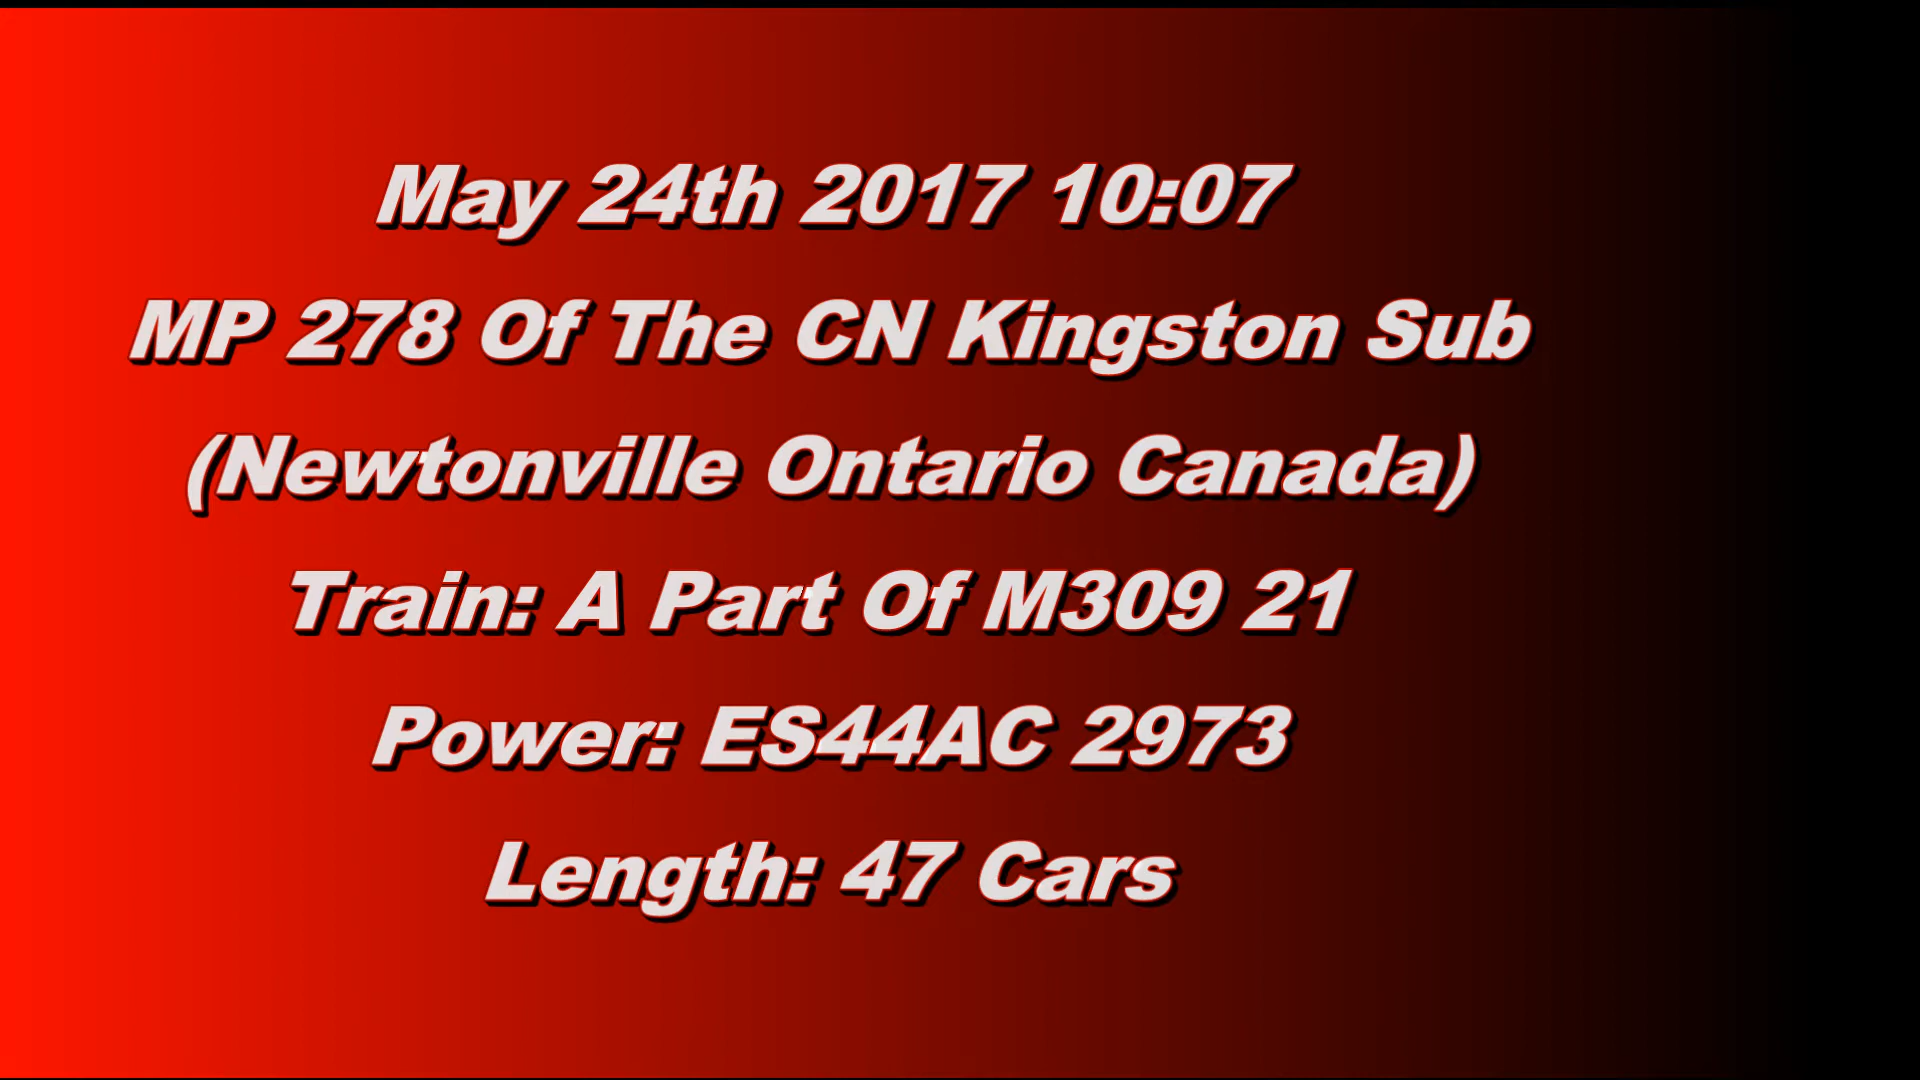 May 24th 2017 10:07
MP 278 Of The CN Kingston Sub
(Newtonville Ontario Canada)
Train: A Part Of M309 21
Power: ES44AC 2973
Length: 47 Cars